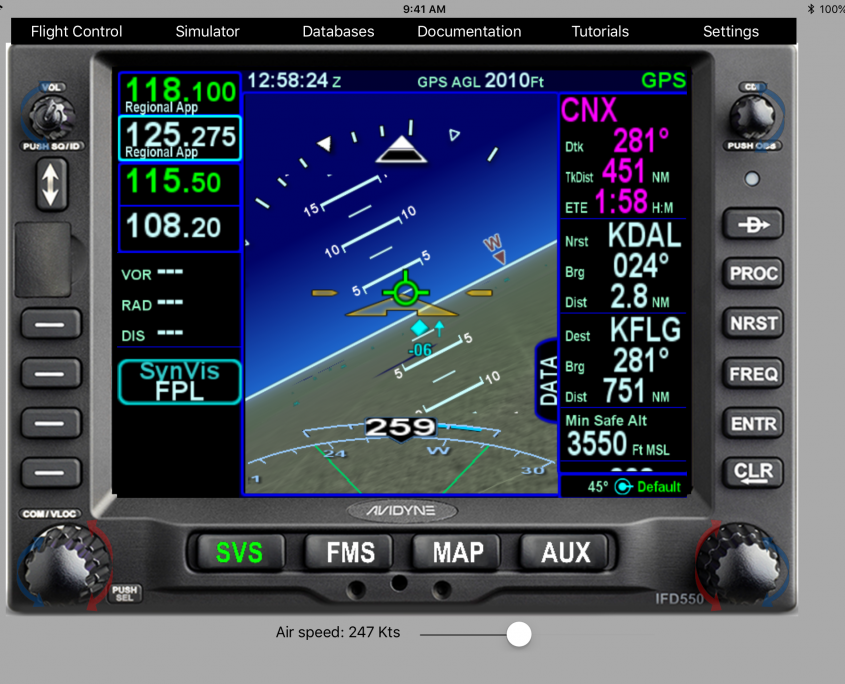 9:41 AM
100%
Flight Control Simulator Databases Documentation Tutorials Settings
VOL
PUSH SQ/ID
118.100
Regional App
125.275
Regional App
115.50
108.20
VOR ---
RAD ---
DIS ---
SynVis
FPL
12:58:24 Z GPS AGL 2010Ft GPS
15 10
10 5
5
W
-06
5 5
10
259
24 W 30
1
DATA
CNX
Dtk 281°
TkDist 451 NM
ETE 1:58 H:M
Nrst KDAL
Brg 024°
Dist 2.8 NM
Dest KFLG
Brg 281°
Dist 751 NM
Min Safe Alt
3550 Ft MSL
45° Default
CDI
PUSH OBS
D
PROC
NRST
FREQ
ENTR
CLR
AVIDYNE
COM/VLOC
PUSH
SEL
SVS FMS MAP AUX
IFD550
Air speed: 247 Kts